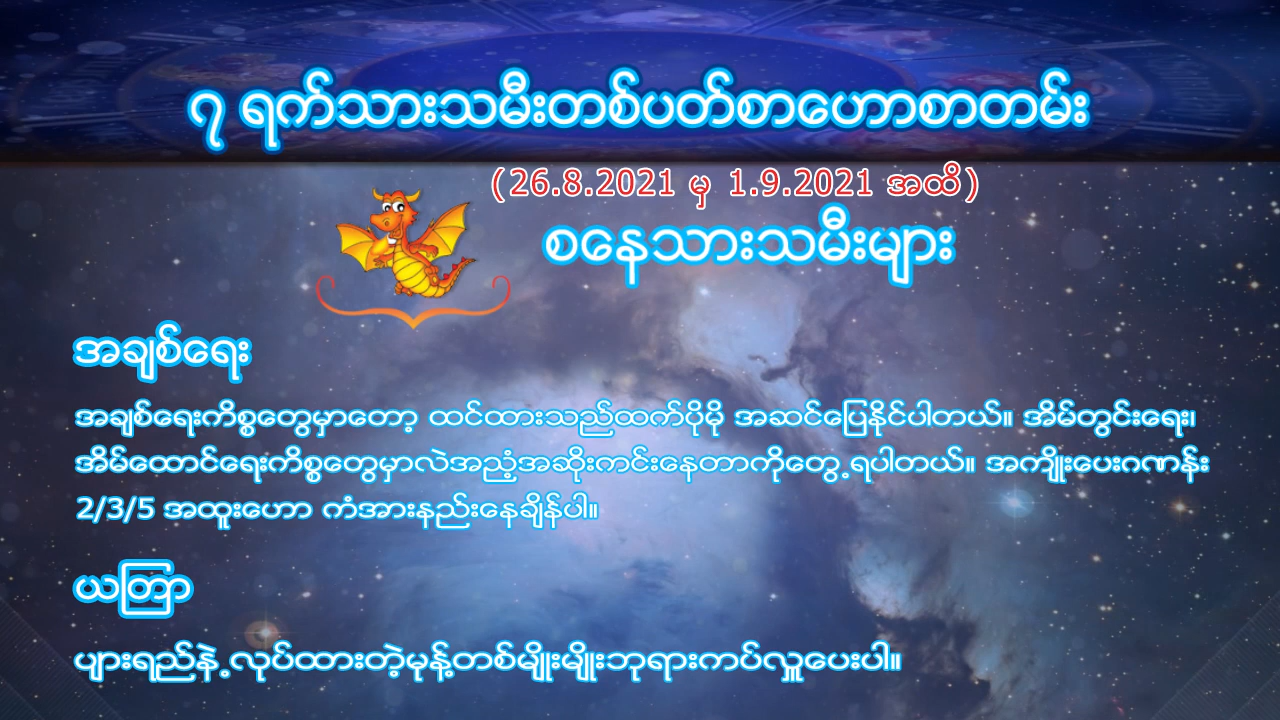 ၇ ရက်သားသမီးတစ်ပတ်စာဟောစာတမ်း
(26.8.2021 မှ 1.9.2021 အထိ)
စနေသားသမီးများ
အချစ်ရေး
အချစ်ရေးကိစ္စတွေမှာတော့ ထင်ထားသည်ထက်ပိုမို အဆင်ပြေနိုင်ပါတယ်။ အိမ်တွင်းရေး၊
အိမ်ထောင်ရေးကိစ္စတွေမှာလဲအညံ့အဆိုးကင်းနေတာကိုတွေ့ရပါတယ်။ အကျိုးပေးဂဏန်း
2/3/5 အထူးဟော ကံအားနည်းနေချိန်ပါ။
ယတြာ
ပျားရည်နဲ့လုပ်ထားတဲ့မုန့်တစ်မျိုးမျိုးဘုရားကပ်လှူပေးပါ။